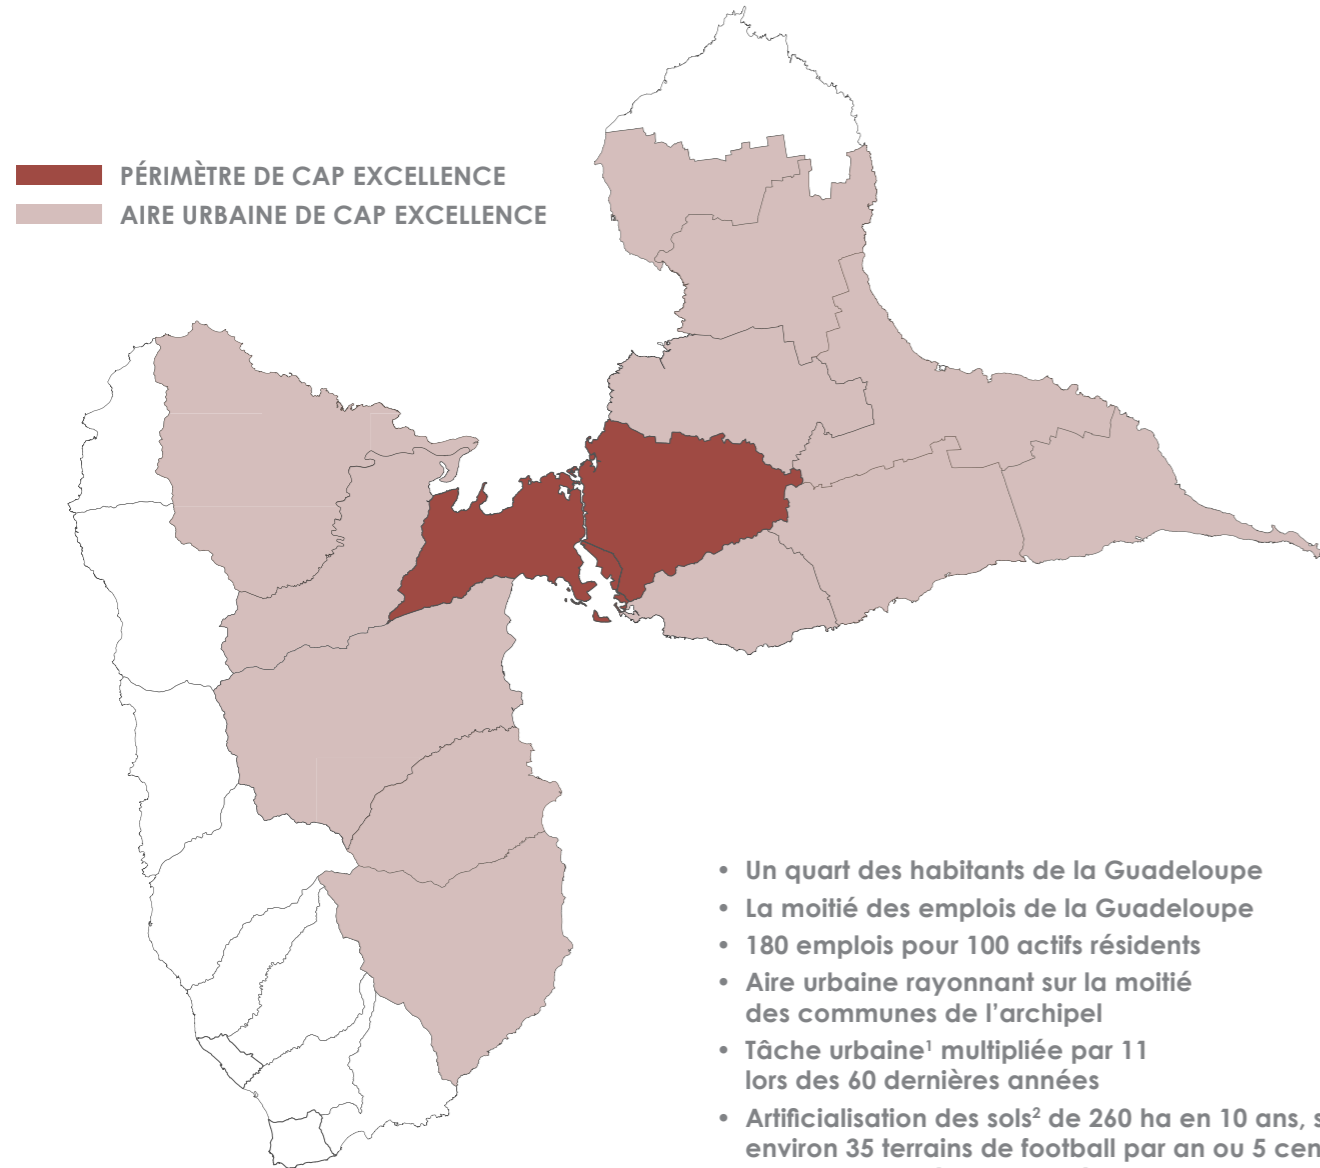 PÉRIMÈTRE DE CAP EXCELLENCE
AIRE URBAINE DE CAP EXCELLENCE
• Un quart des habitants de la Guadeloupe
• La moitié des emplois de la Guadeloupe
• 180 emplois pour 100 actifs résidents
• Aire urbaine rayonnant sur la moitié
des communes de l'archipel
• Tâche urbaine¹ multipliée par 11
lors des 60 dernières années
• Artificialisation des sols² de 260 ha en 10 ans, s
environ 35 terrains de football par an ou 5 cen